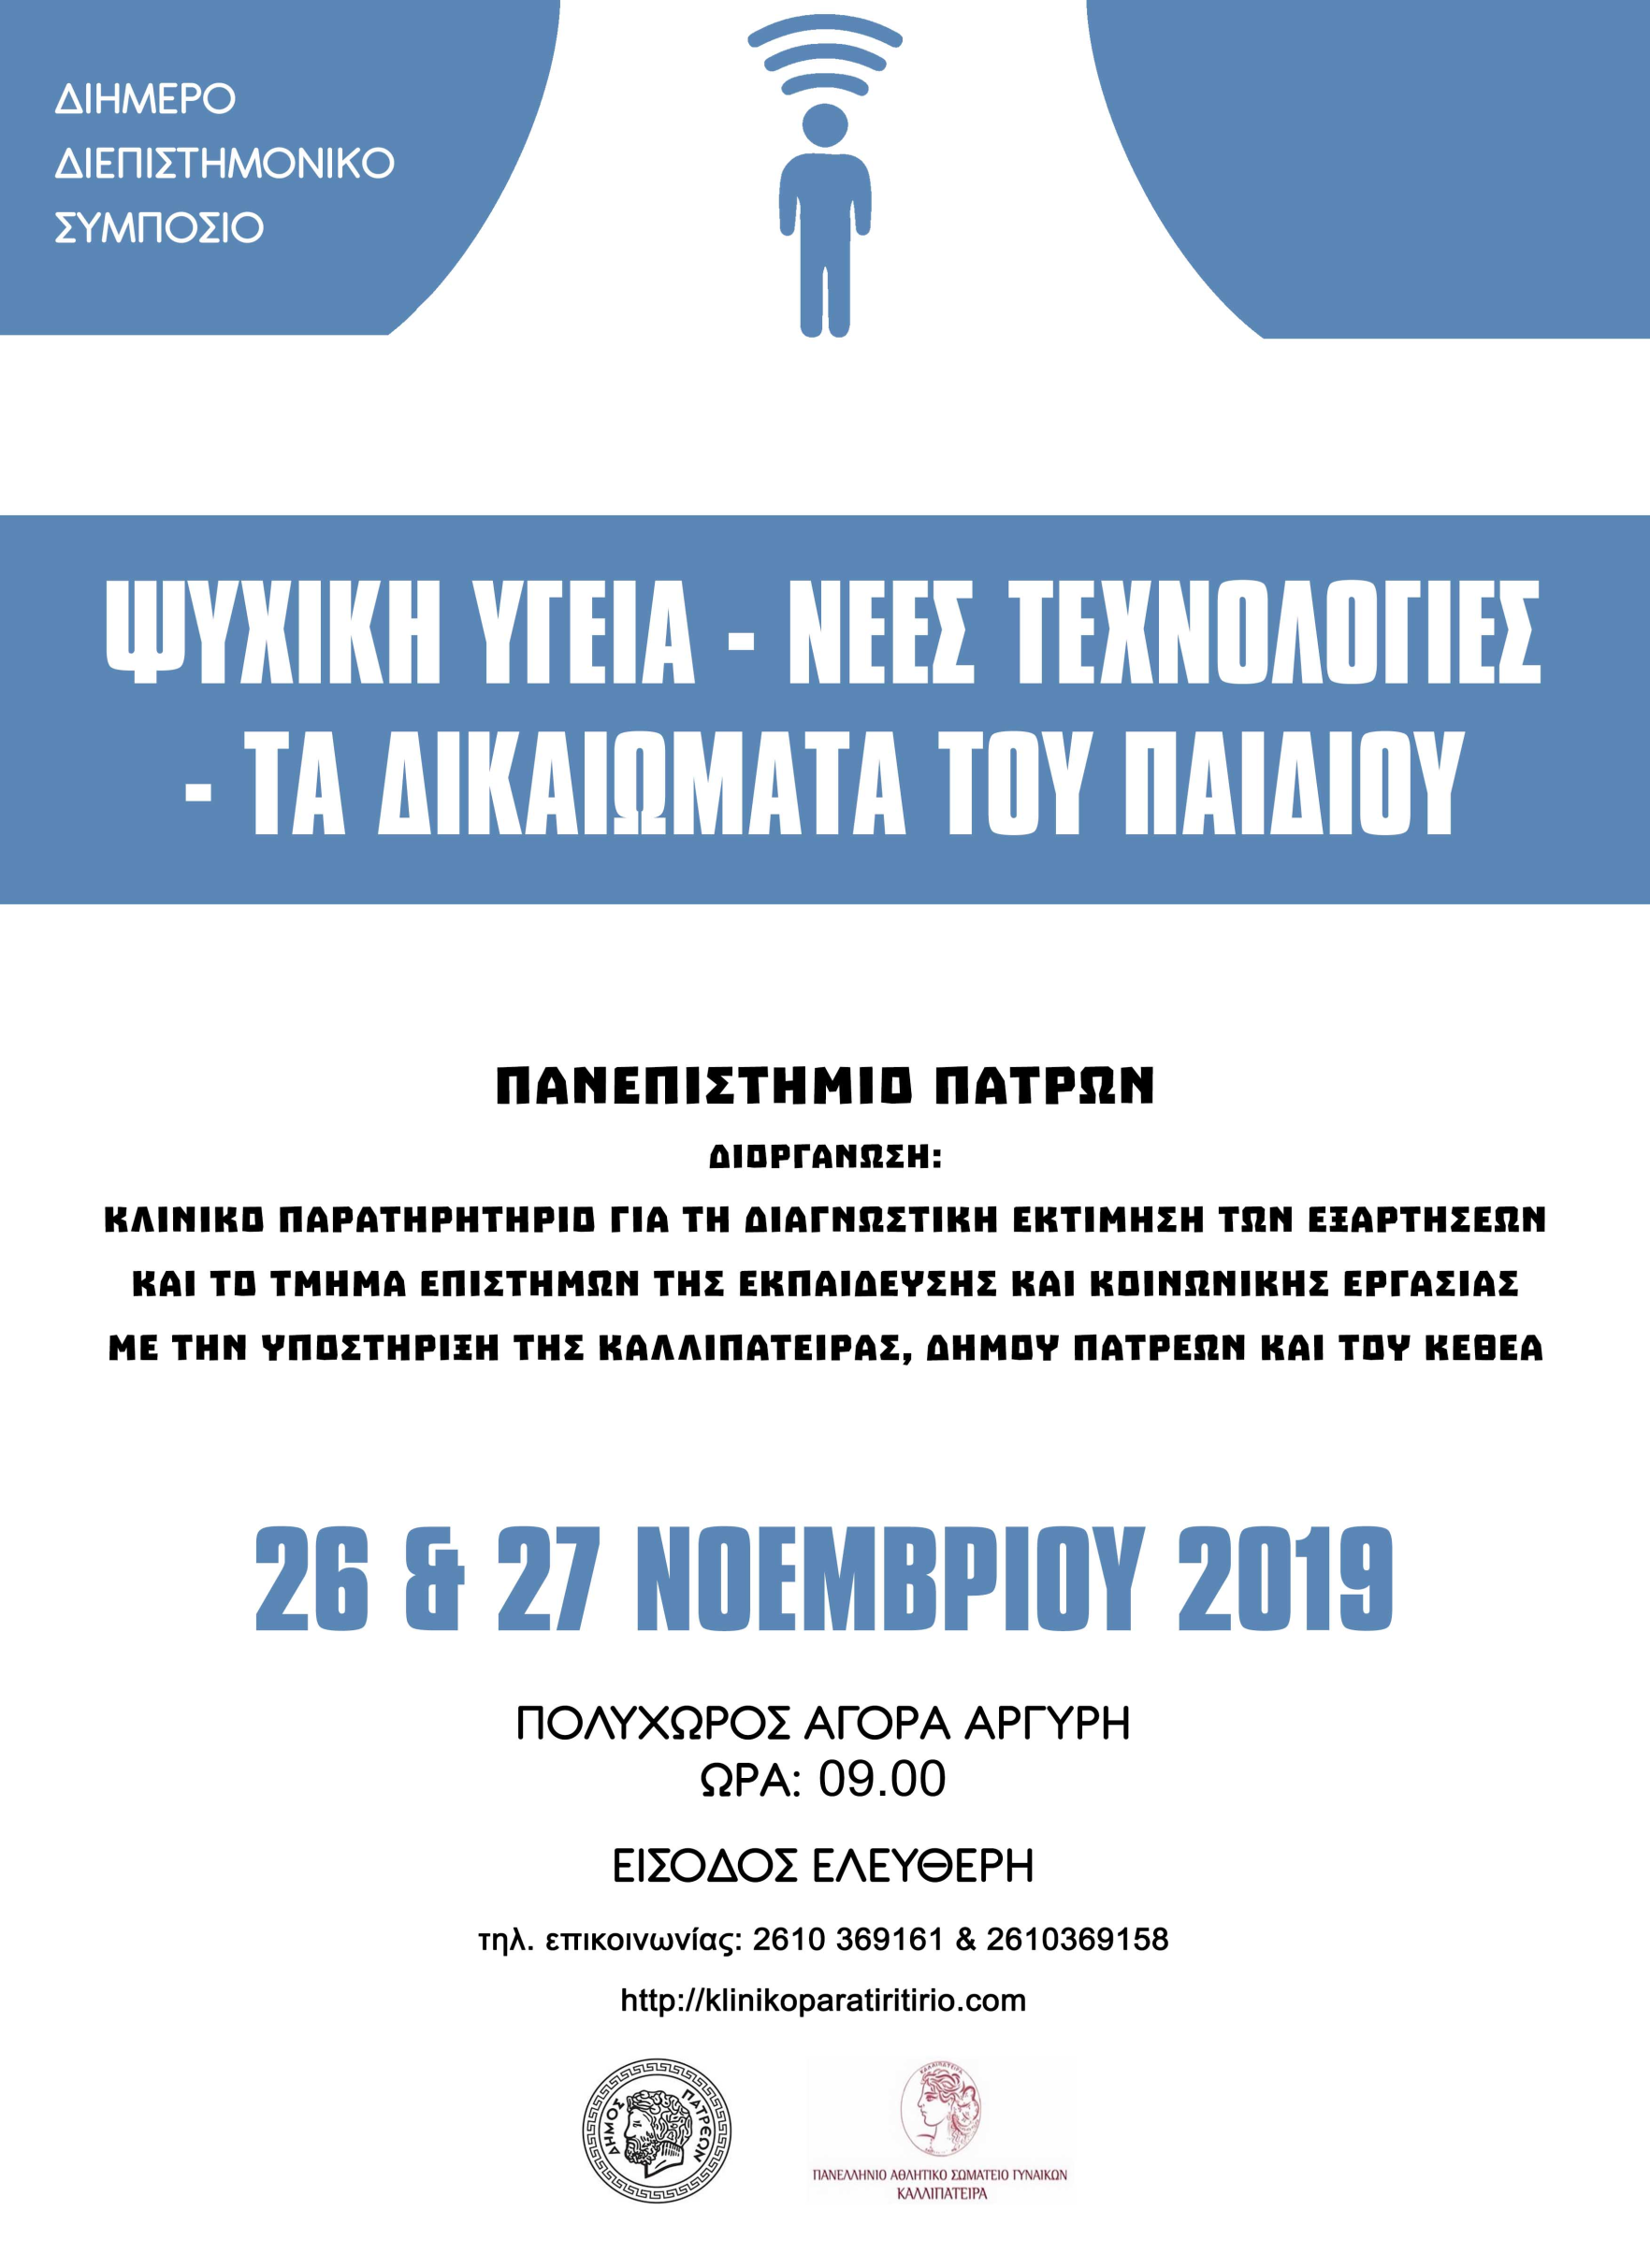 ΔΙΗΜΕΡΟ
ΔΙΕΠΙΣΤΗΜΟΝΙΚΟ
ΣΥΜΠΟΣΙΟ
ΨΥΧΙΚΗ ΥΓΕΙΑ - ΝΕΕΣ ΤΕΧΝΟΛΟΓΙΕΣ
- ΤΑ ΔΙΚΑΙΩΜΑΤΑ ΤΟΥ ΠΑΙΔΙΟΥ
ΠΑΝΕΠΙΣΤΗΜΙΟ ΠΑΤΡΩΝ
ΔΙΟΡΓΑΝΩΣΗ:
ΚΛΙΝΙΚΟ ΠΑΡΑΤΗΡΗΤΗΡΙΟ ΓΙΑ ΤΗ ΔΙΑΓΝΩΣΤΙΚΗ ΕΚΤΙΜΗΣΗ ΤΩΝ ΕΞΑΡΤΗΣΕΩΝ
ΚΑΙ ΤΟ ΤΜΗΜΑ ΕΠΙΣΤΗΜΩΝ ΤΗΣ ΕΚΠΑΙΔΕΥΣΗΣ ΚΑΙ ΚΟΙΝΩΝΙΚΗΣ ΕΡΓΑΣΙΑΣ
ΜΕ ΤΗΝ ΥΠΟΣΤΗΡΙΞΗ ΤΗΣ ΚΑΛΛΙΠΑΤΕΙΡΑΣ, ΔΗΜΟΥ ΠΑΤΡΕΩΝ ΚΑΙ ΤΟΥ ΚΕΘΕΑ
26 & 27 ΝΟΕΜΒΡΙΟΥ 2019
ΠΟΛΥΧΩΡΟΣ ΑΓΟΡΑ ΑΡΓΥΡΗ
ΩΡΑ: 09.00
ΕΙΣΟΔΟΣ ΕΛΕΥΘΕΡΗ
τηλ. επικοινωνίας: 2610 369161 & 2610369158
http://klinikoparatiritirio.com
ΔΗΜΟΣ ΠΑΤΡΕΩΝ
ΚΑΛΛΙΠΑΤΕΙΡΑ
ΠΑΝΕΛΛΗΝΙΟ ΑΘΛΗΤΙΚΟ ΣΩΜΑΤΕΙΟ ΓΥΝΑΙΚΩΝ
ΚΑΛΛΙΠΑΤΕΙΡΑ